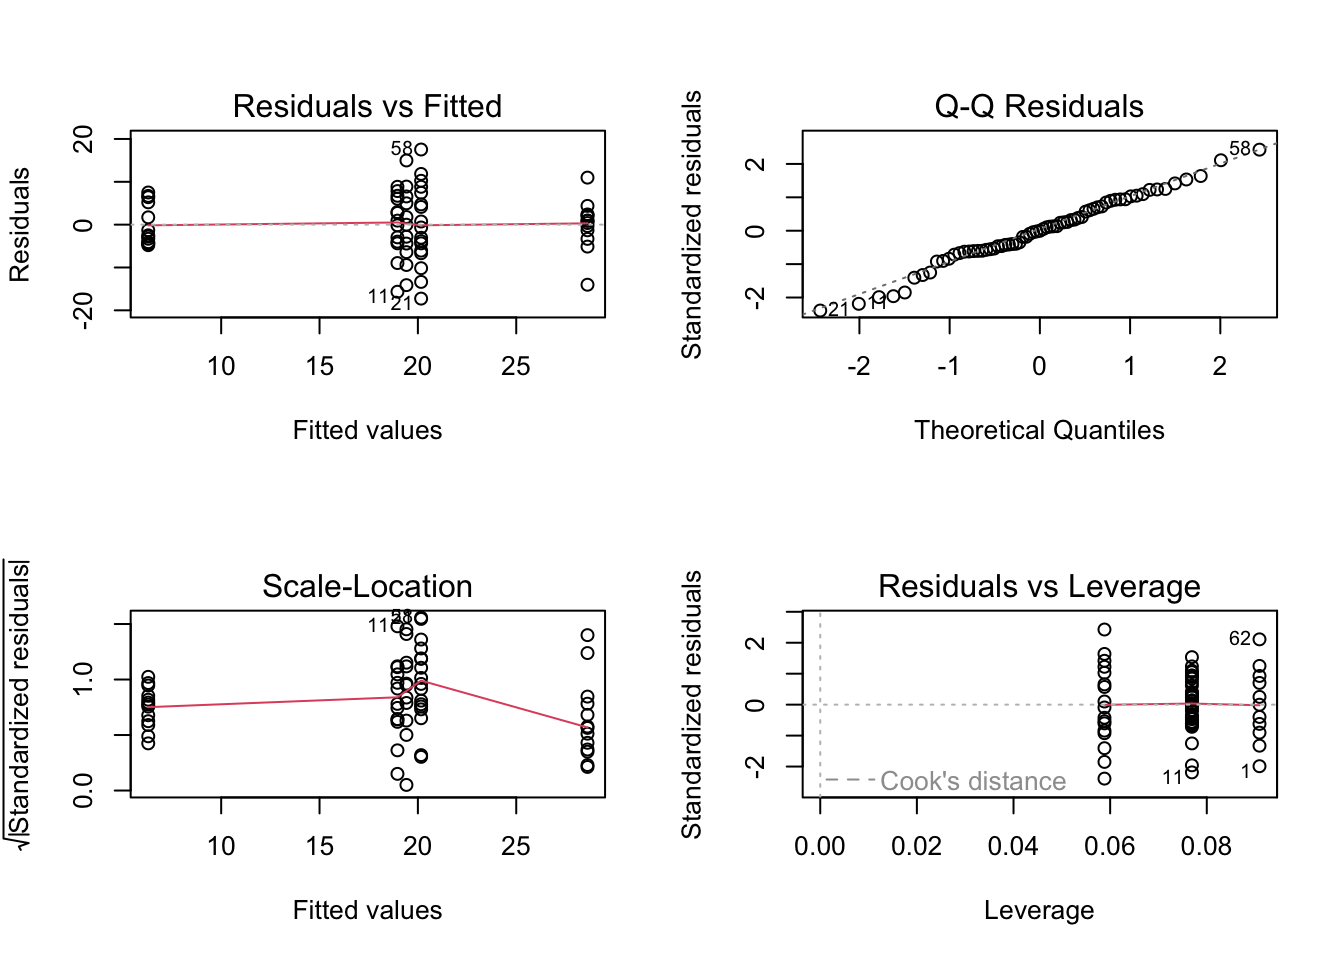 Residuals vs Fitted
Residuals
20
0
-20
58
11
21
10 15 20 25
Fitted values
Q-Q Residuals
Standardized residuals
2
0
-2
58
21
11
-2 -1 0 1 2
Theoretical Quantiles
Scale-Location
√|Standardized residuals|
1.0
0.0
58
11
10 15 20 25
Fitted values
Residuals vs Leverage
Standardized residuals
2
0
-2
62
11
1
Cook's distance
0.00 0.02 0.04 0.06 0.08
Leverage